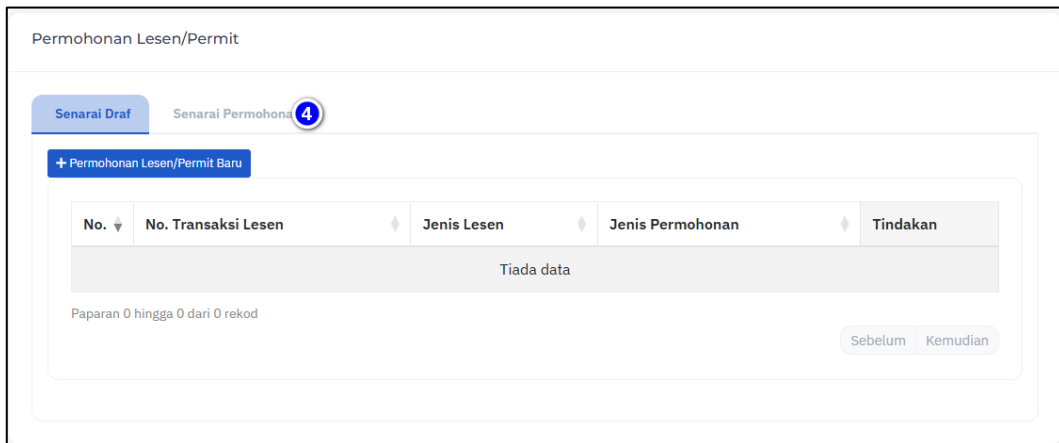 Permohonan Lesen/Permit
Senarai Draf Senarai Permohona 4
+ Permohonan Lesen/Permit Baru
No. No. Transaksi Lesen Jenis Lesen Jenis Permohonan Tindakan
Tiada data
Paparan 0 hingga 0 dari 0 rekod
Sebelum Kemudian